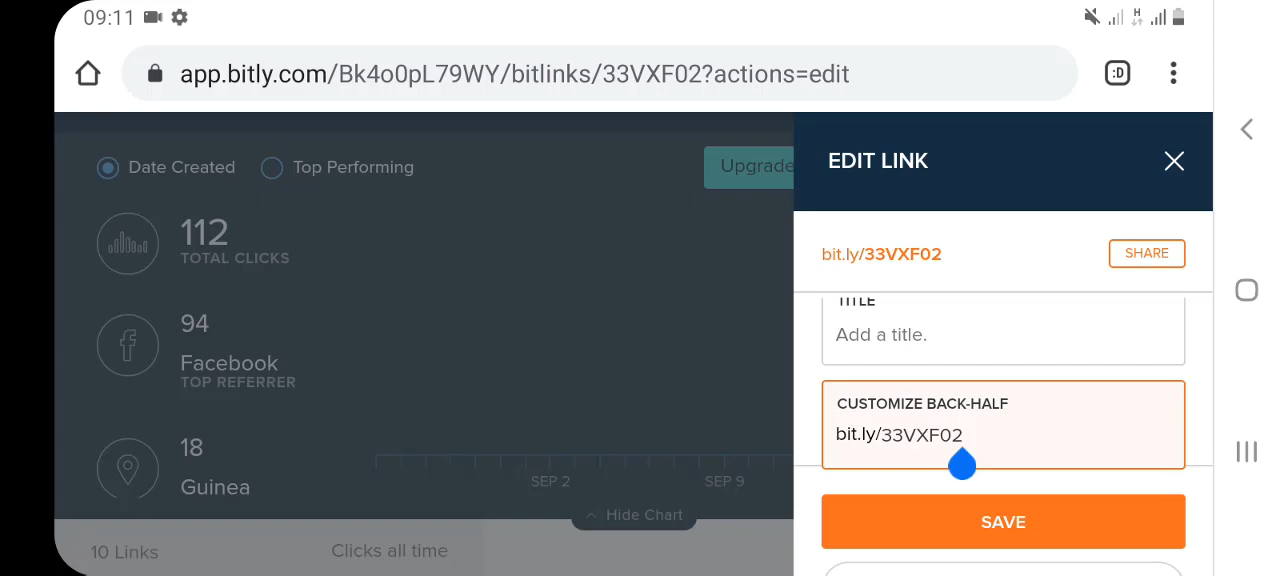 09:11
H
app.bitly.com/Bk4o0pL79WY/bitlinks/33VXF02?actions=edit
:D
Date Created
Top Performing
Upgrade
112
TOTAL CLICKS
94
Facebook
TOP REFERRER
18
Guinea
SEP 2
SEP 9
Hide Chart
10 Links
Clicks all time
EDIT LINK
bit.ly/33VXF02
SHARE
TITLE
Add a title.
CUSTOMIZE BACK-HALF
bit.ly/33VXF02
SAVE